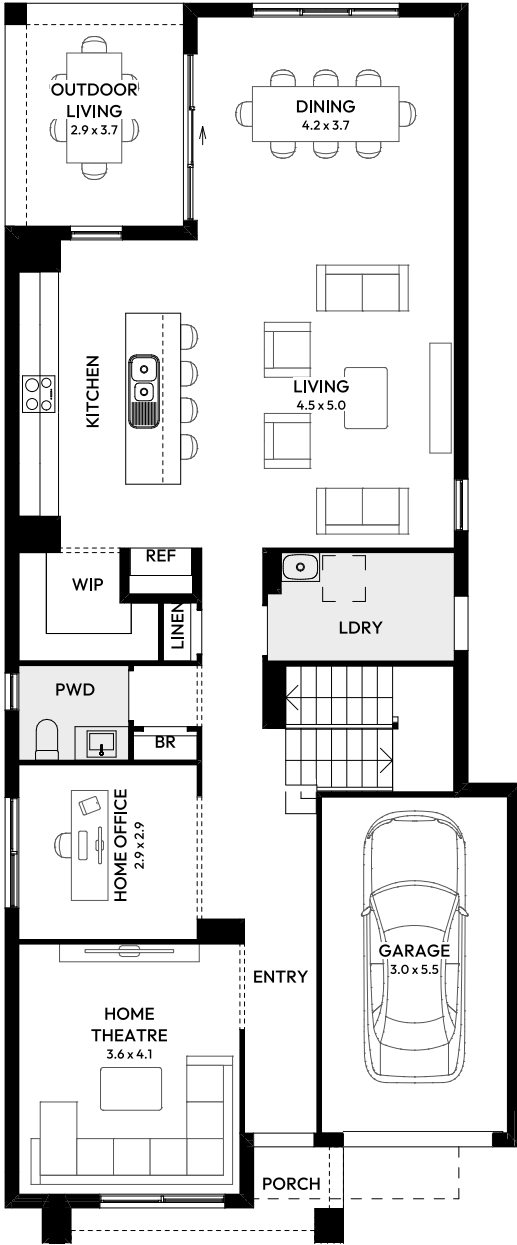 OUTDOOR
LIVING
2.9 x 3.7
DINING
4.2 x 3.7
KITCHEN
LIVING
4.5 x 5.0
REF
WIP
LINEN
LDRY
PWD
BR
HOME OFFICE
2.9 x 2.9
GARAGE
3.0 x 5.5
ENTRY
HOME
THEATRE
3.6 x 4.1
PORCH